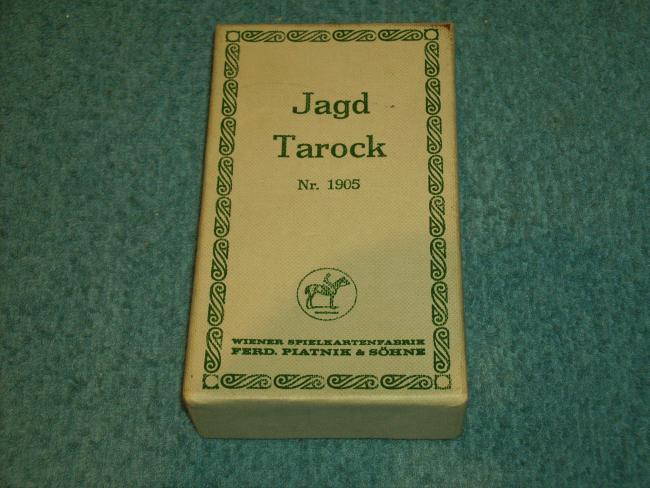 Jagd
Tarock
Nr. 1905
WIENER SPIELKARTENFABRIK
FERD. PIATNIK & SÖHNE